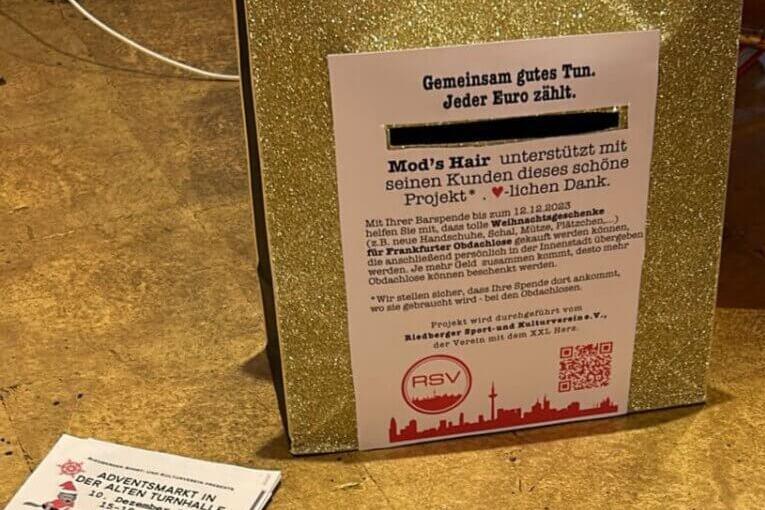 Gemeinsam gutes Tun.
Jeder Euro zählt.
Mod's Hair unterstützt mit
seinen Kunden dieses schöne
Projekt* . ♥-lichen Dank.
Mit Ihrer Barspende bis zum 12.12.2023
helfen Sie mit, dass tolle Weihnachtsgeschenke
(z.B. neue Handschuhe, Schal, Mütze, Plätzchen,...)
für Frankfurter Obdachlose gekauft werden können,
die anschließend persönlich in der Innenstadt übergeben
werden. Je mehr Geld zusammen kommt, desto mehr
Obdachlose können beschenkt werden.
*Wir stellen sicher, dass Ihre Spende dort ankommt,
wo sie gebraucht wird - bei den Obdachlosen.
Projekt wird durchgeführt vom
Riedberger Sport-und Kulturverein e.V.,
der Verein mit dem XXL Herz.
RSV
RIEDBERGER SPORT- UND KULTURVEREIN PRESENTS
ADVENTSMARKT IN
DER ALTEN TURNHALLE
10. Dezember